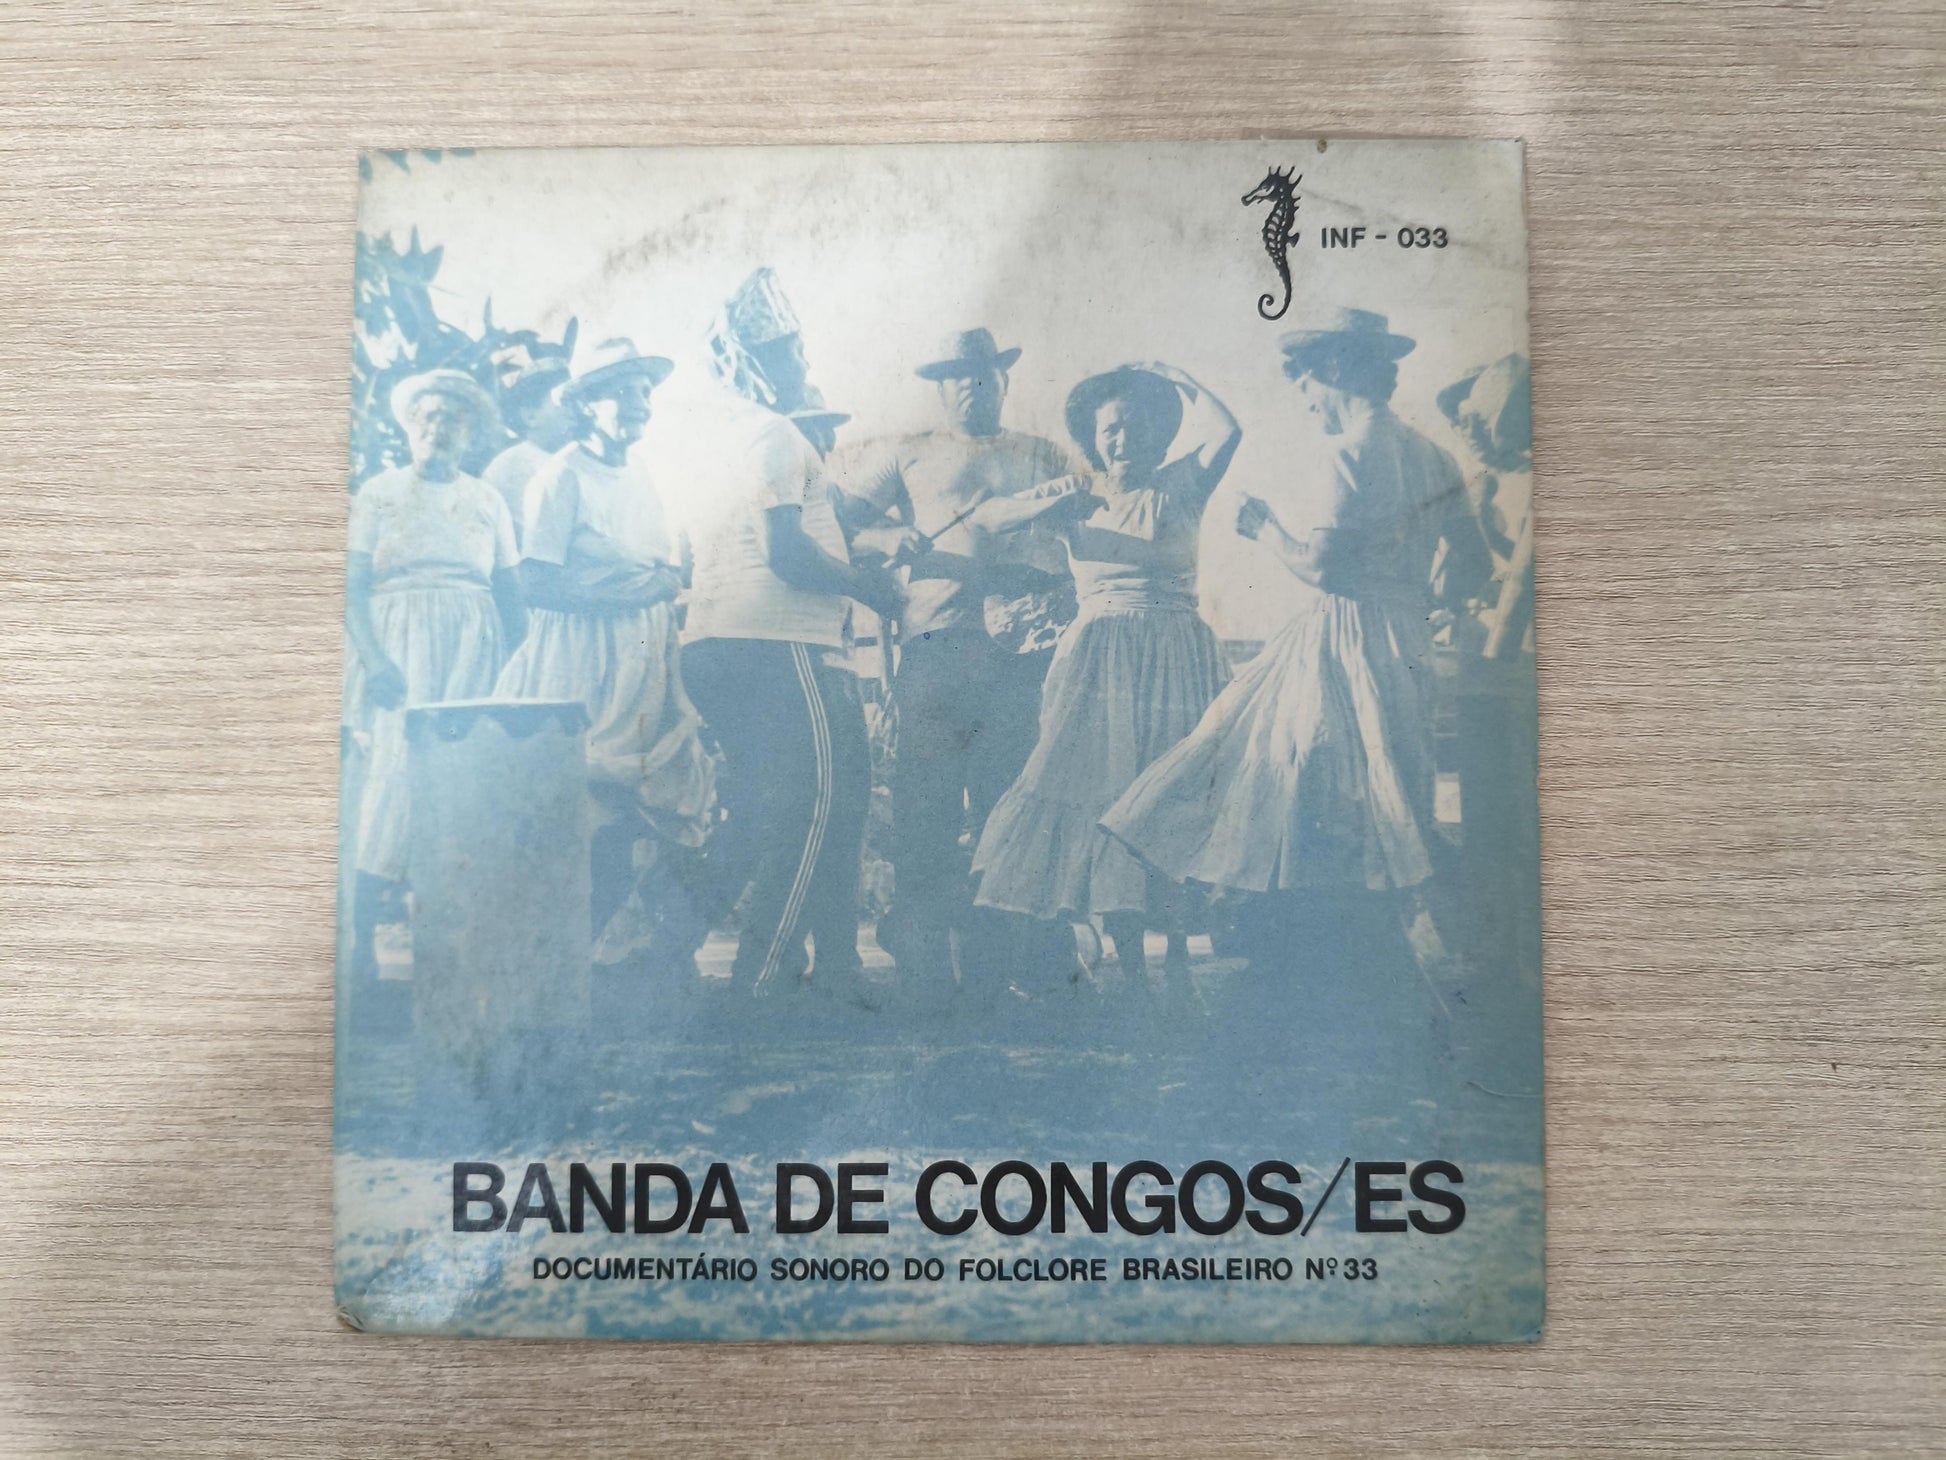 INF - 033
BANDA DE CONGOS/ES
DOCUMENTÁRIO SONORO DO FOLCLORE BRASILEIRO Nº 33